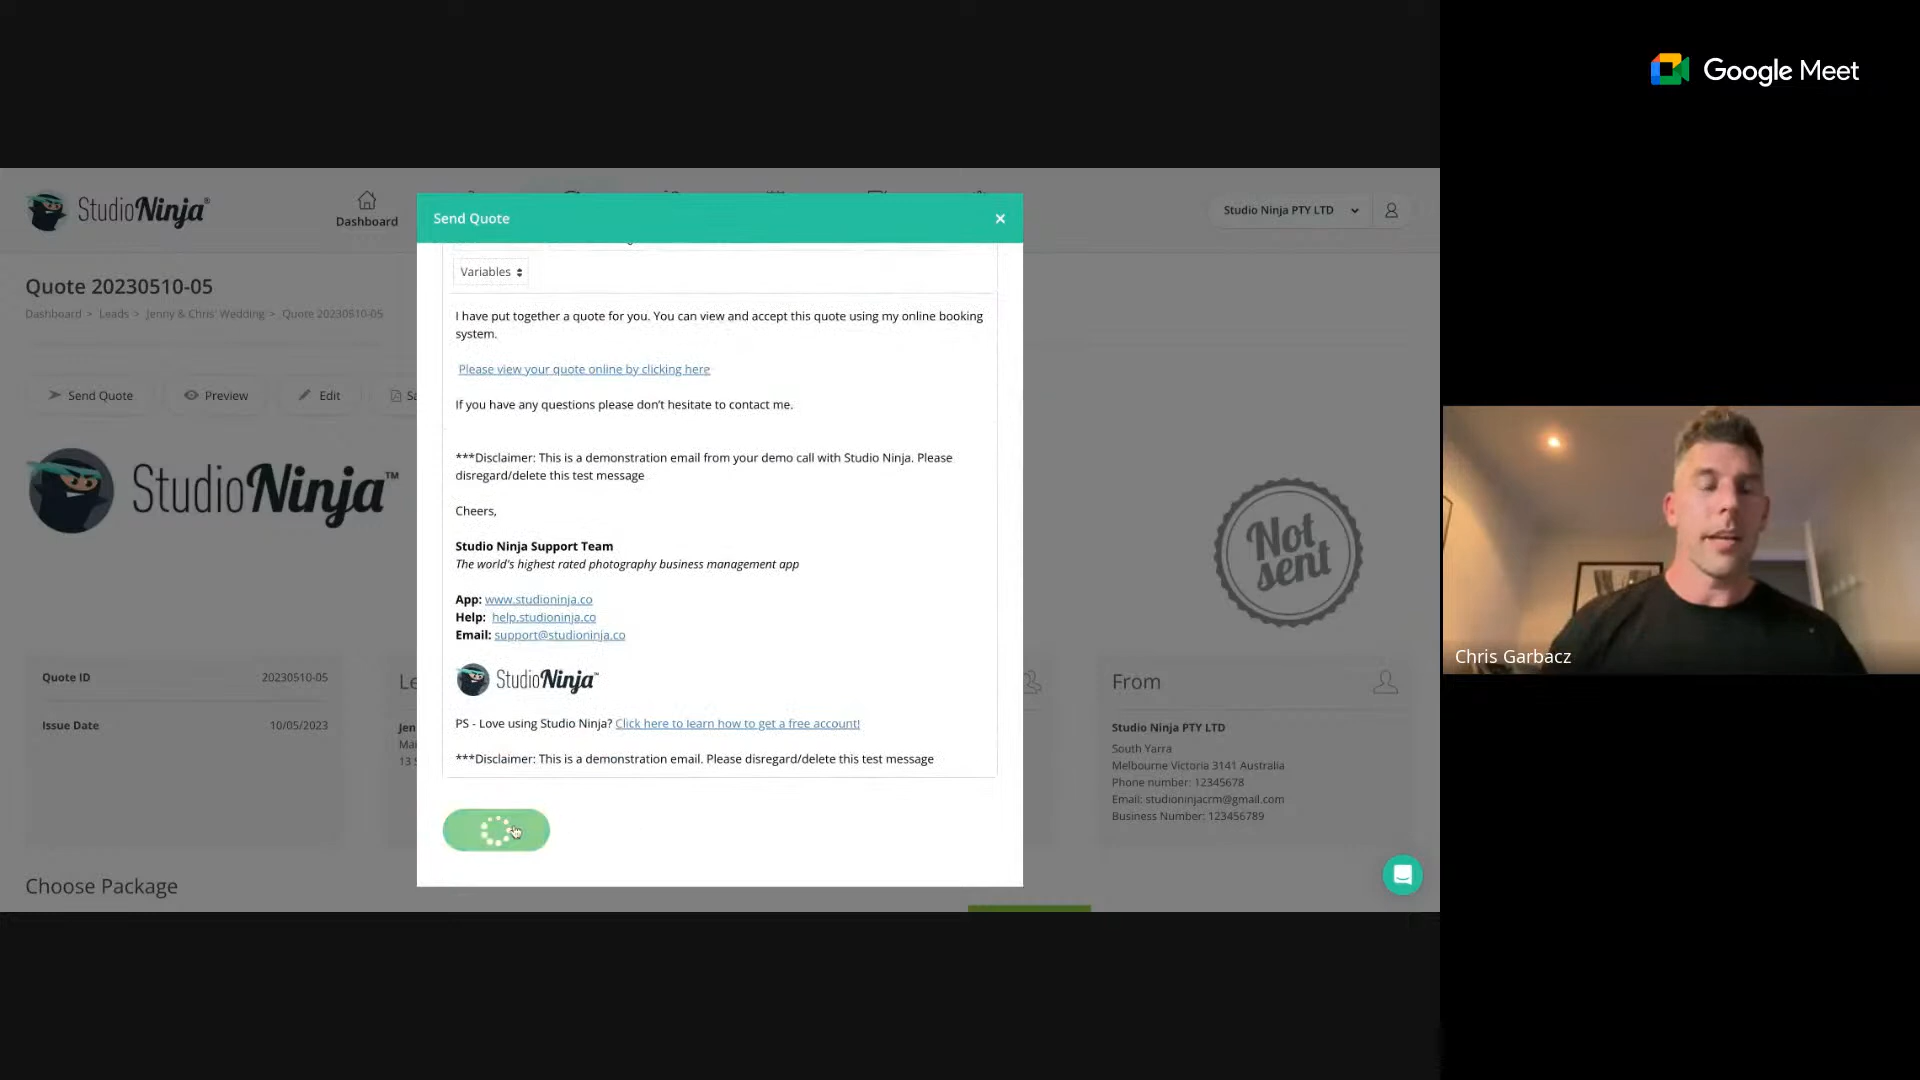 Google Meet
StudioNinja®
Dashboard
Studio Ninja PTY LTD
Send Quote
×
Variables
Quote 20230510-05
Dashboard > Leads > Jenny & Chris' Wedding > Quote 20230510-05
Send Quote
Preview
Edit
I have put together a quote for you. You can view and accept this quote using my online booking
system.
Please view your quote online by clicking here
If you have any questions please don't hesitate to contact me.
***Disclaimer: This is a demonstration email from your demo call with Studio Ninja. Please
disregard/delete this test message
Cheers,
Studio Ninja Support Team
The world's highest rated photography business management app
App: www.studioninja.co
Help: help.studioninja.co
Email: support@studioninja.co
StudioNinja™
PS - Love using Studio Ninja? Click here to learn how to get a free account!
***Disclaimer: This is a demonstration email. Please disregard/delete this test message
StudioNinja™
Not
sent
Quote ID 20230510-05
Issue Date 10/05/2023
From
Studio Ninja PTY LTD
South Yarra
Melbourne Victoria 3141 Australia
Phone number: 12345678
Email: studioninjacrm@gmail.com
Business Number: 123456789
Choose Package
Chris Garbacz